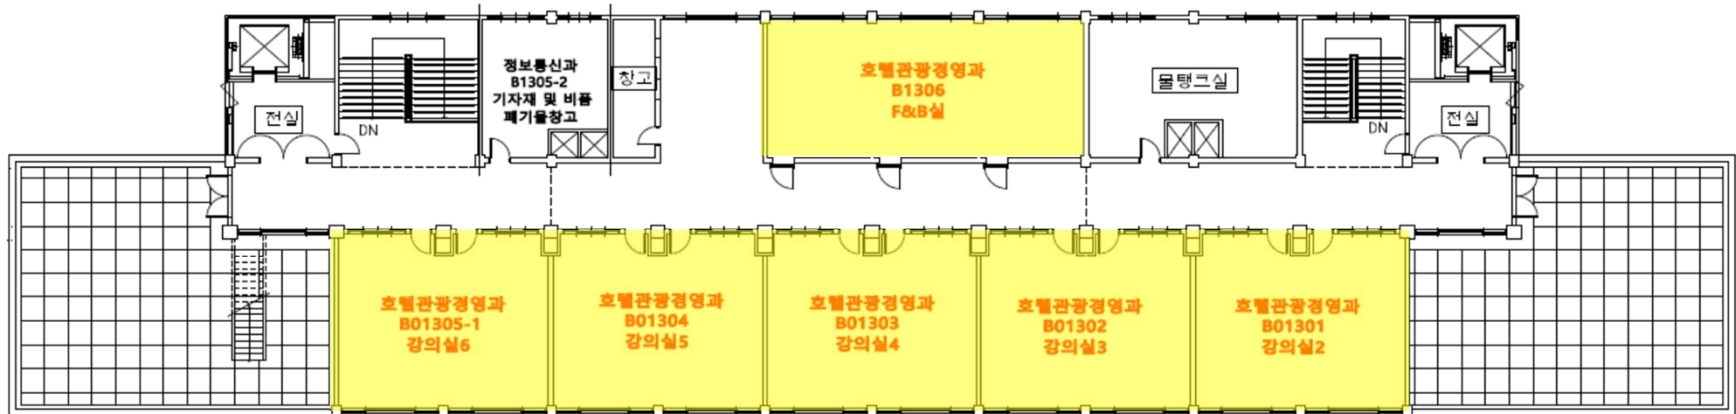 정보통신과
B1305-2
기자재 및 비품
폐기물창고
창고
호텔관광경영과
B1306
F&B실
물탱크실
전실
DN
DN
전실
호텔관광경영과
B01305-1
강의실6
호텔관광경영과
B01304
강의실5
호텔관광경영과
B01303
강의실4
호텔관광경영과
B01302
강의실3
호텔관광경영과
B01301
강의실2